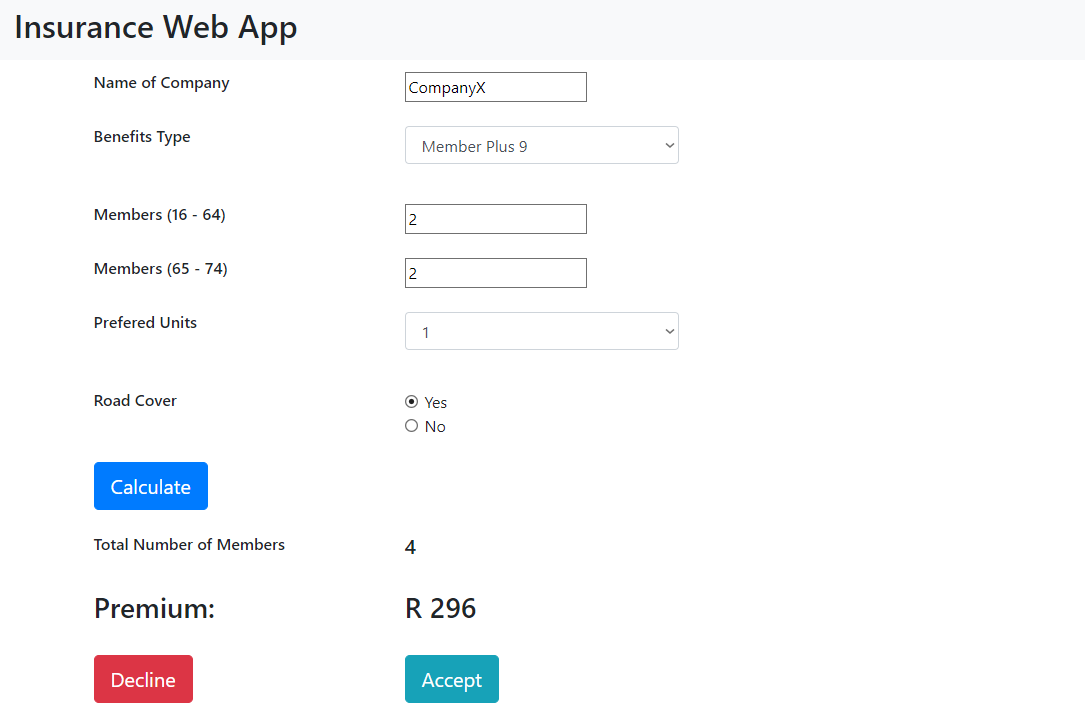 Insurance Web App
Name of Company CompanyX
Benefits Type Member Plus 9
Members (16 - 64) 2
Members (65 - 74) 2
Prefered Units 1
Road Cover Yes
No
Calculate
Total Number of Members 4
Premium: R 296
Decline Accept